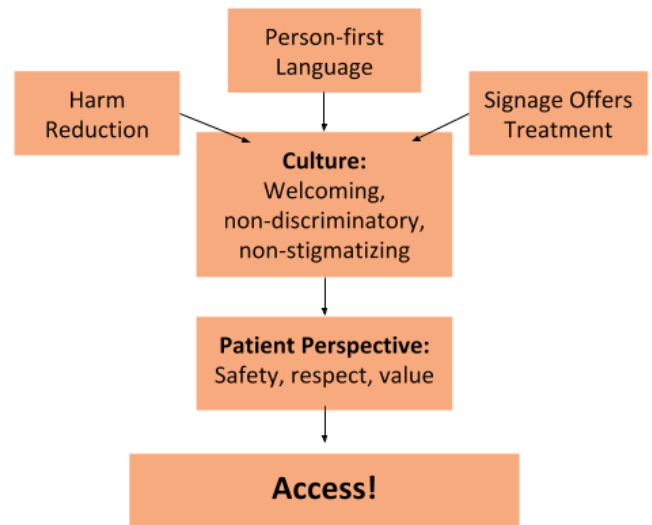 Person-first
Language
Harm
Reduction
Signage Offers
Treatment
Culture:
Welcoming,
non-discriminatory,
non-stigmatizing
Patient Perspective:
Safety, respect, value
Access!